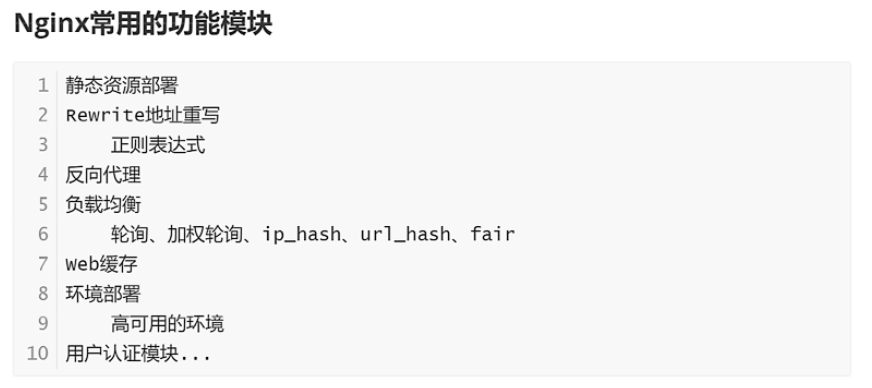 Nginx常用的功能模块
1 静态资源部署
2 Rewrite地址重写
3 正则表达式
4 反向代理
5 负载均衡
6 轮询、加权轮询、ip_hash、url_hash、fair
7 Web缓存
8 环境部署
9 高可用的环境
10 用户认证模块...